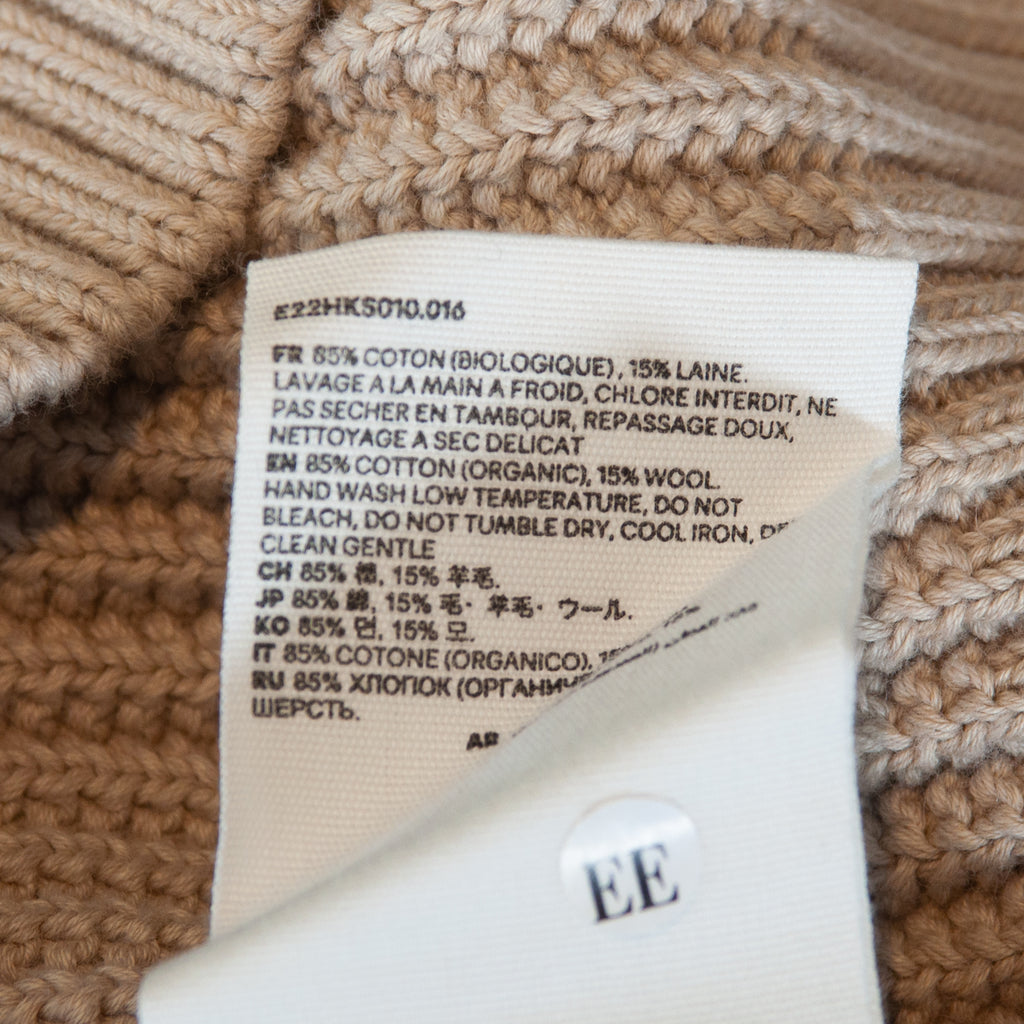 E22HKS010.016
FR 85% COTON (BIOLOGIQUE), 15% LAINE.
LAVAGE A LA MAIN A FROID, CHLORE INTERDIT, NE
PAS SECHER EN TAMBOUR, REPASSAGE DOUX,
NETTOYAGE A SEC DELICAT
EN 85% COTTON (ORGANIC), 15% WOOL.
HAND WASH LOW TEMPERATURE, DO NOT
BLEACH, DO NOT TUMBLE DRY, COOL IRON,
CLEAN GENTLE
CH 85% 棉, 15% 羊毛.
JP 85% 綿, 15% 毛・羊毛・ウール.
KO 85% 면, 15% 모.
IT 85% COTONE (ORGANICO),
RU 85% ХЛОПОК
ШЕРСТЬ.
AR
EE